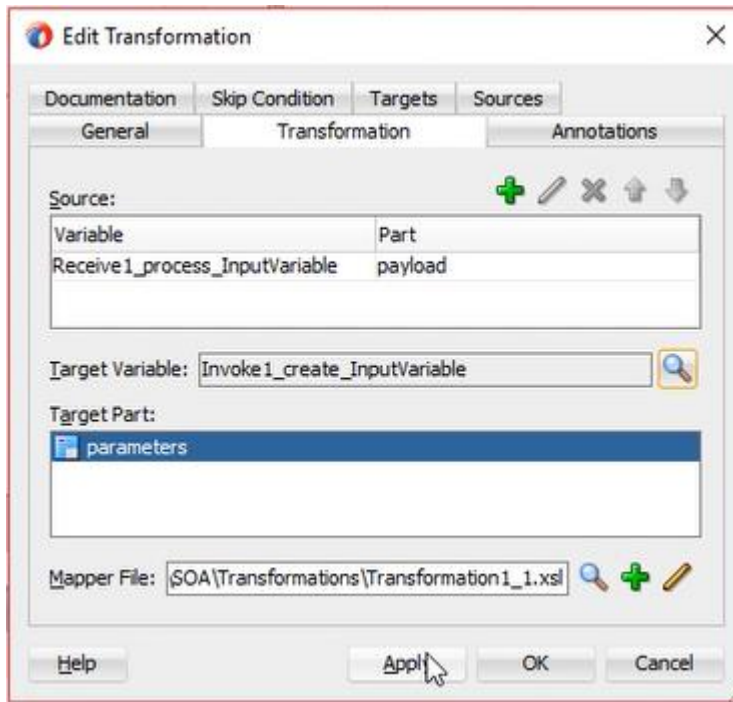 Edit Transformation
Documentation Skip Condition Targets Sources
General Transformation Annotations
Source:
Variable Part
Receive1_process_InputVariable payload
Target Variable: Invoke1_create_InputVariable
Target Part:
parameters
Mapper File: SOA\Transformations\Transformation1_1.xsl
Help Apply OK Cancel